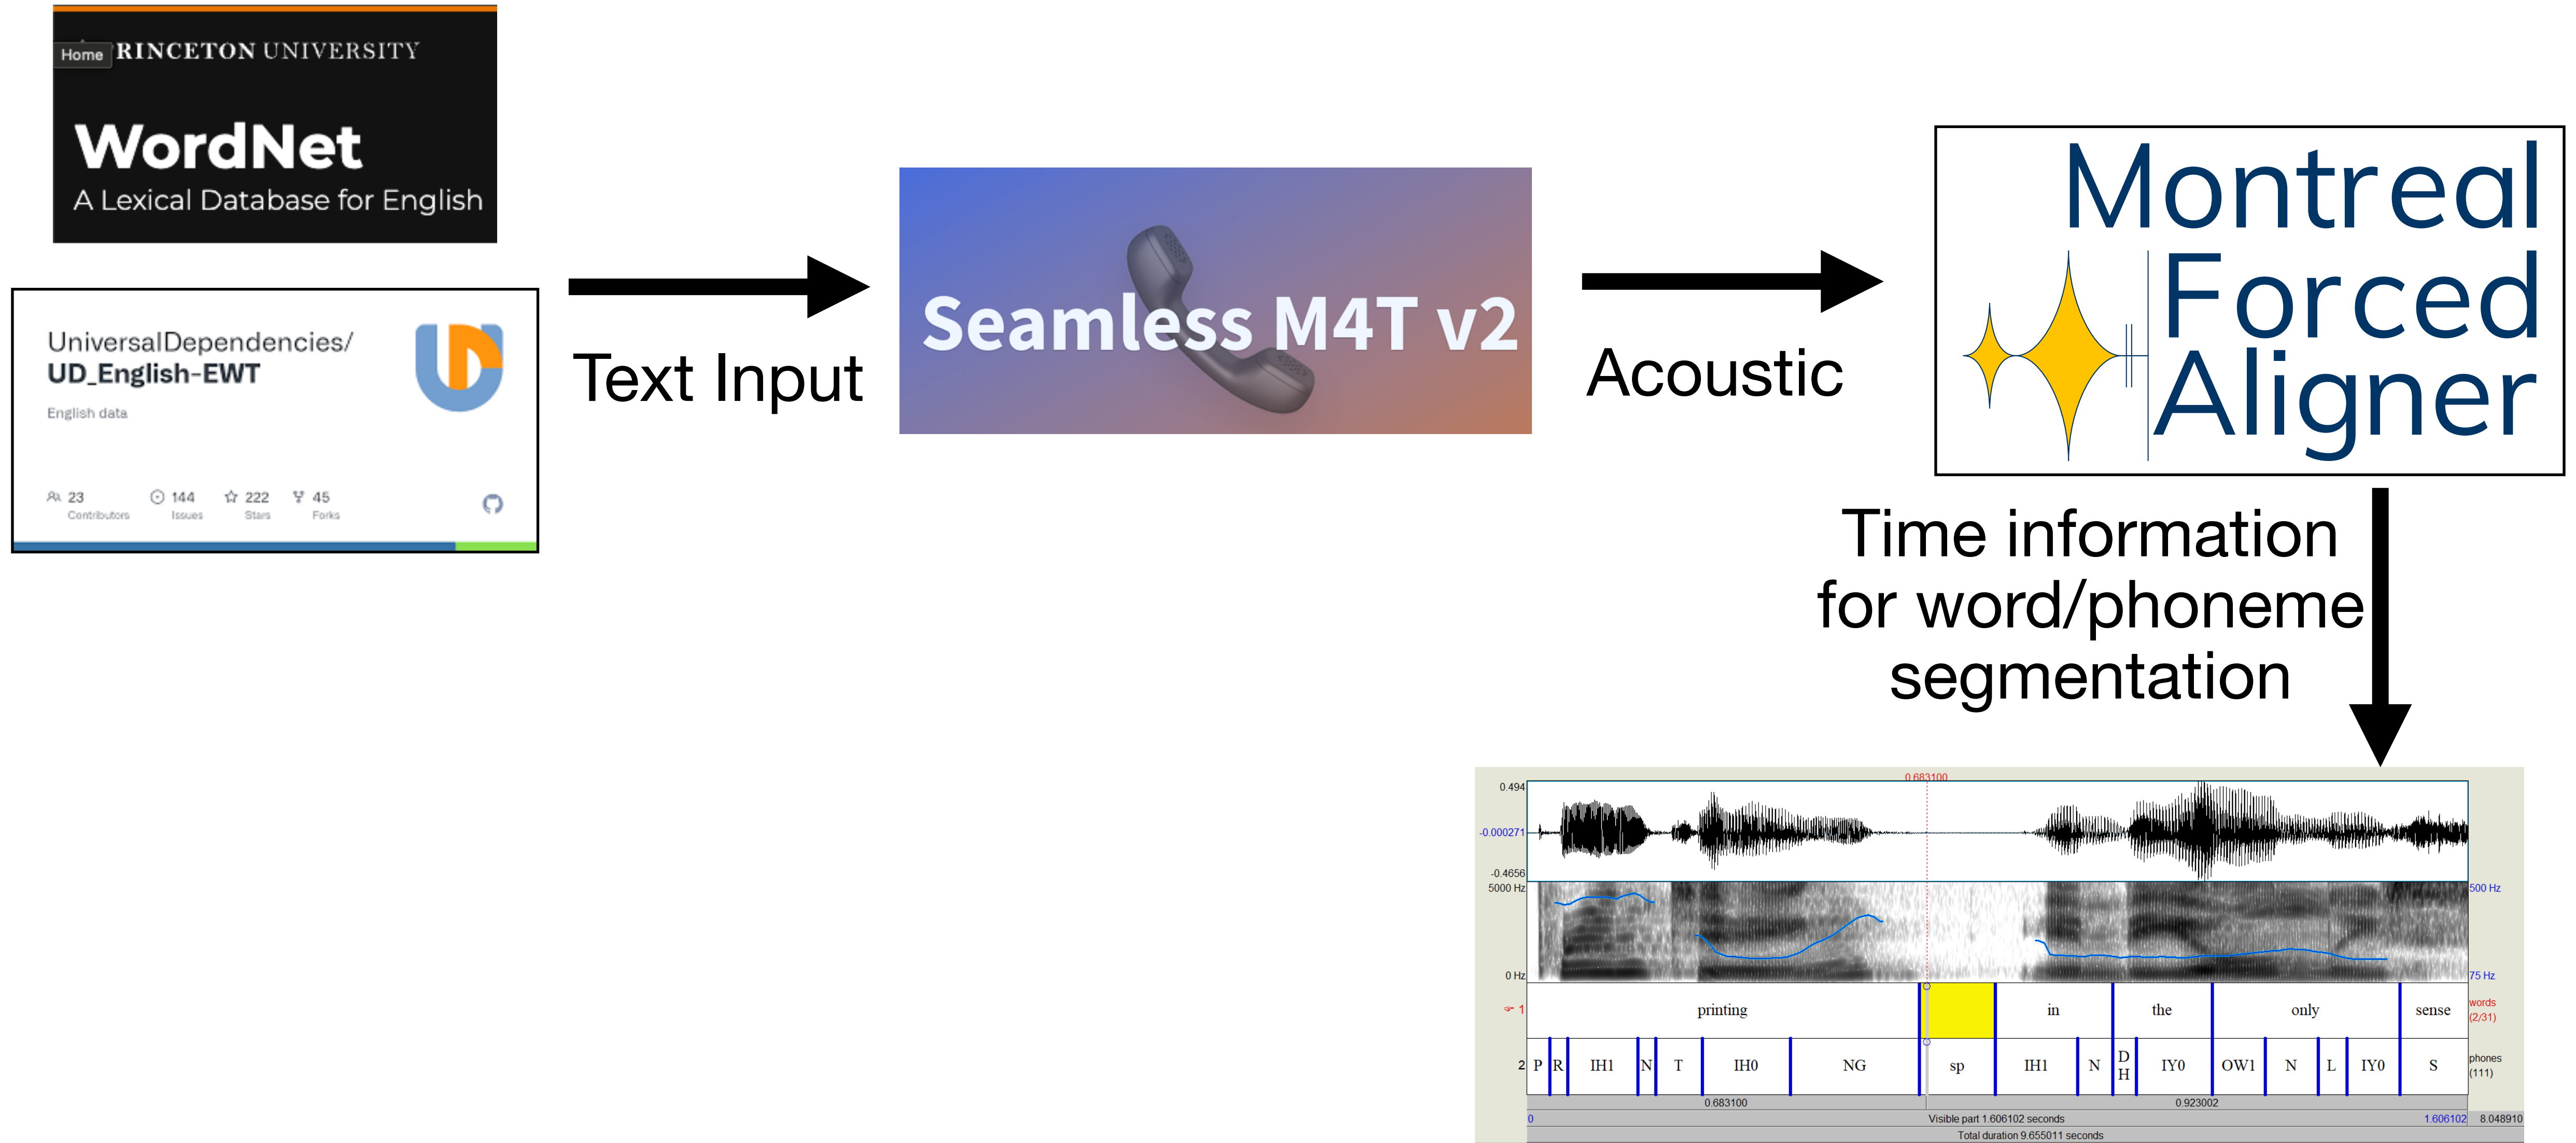 Home RINCETON UNIVERSITY
WordNet
A Lexical Database for English
UniversalDependencies/
UD_English-EWT
English data
23 144 222 45
Contributors Issues Stars Forks
Text Input
Seamless M4T v2
Acoustic
Montreal
Forced
Aligner
Time information
for word/phoneme
segmentation
0.683100
0.494
-0.000271
-0.4656
5000 Hz 500 Hz
0 Hz 75 Hz
1 printing in the only sense words
(2/31)
2 P R IH1 N T IH0 NG sp IH1 N DH IY0 OW1 N L IY0 S phones
(111)
0.683100 0.923002
0 Visible part 1.606102 seconds 1.606102 8.048910
Total duration 9.655011 seconds